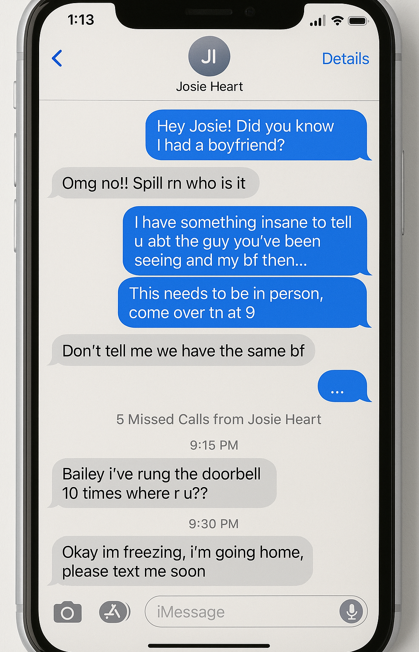 1:13
JI
Details
Josie Heart
Hey Josie! Did you know
I had a boyfriend?
Omg no!! Spill rn who is it
I have something insane to tell
u abt the guy you've been
seeing and my bf then...
This needs to be in person,
come over tn at 9
Don't tell me we have the same bf
...
5 Missed Calls from Josie Heart
9:15 PM
Bailey i've rung the doorbell
10 times where r u??
9:30 PM
Okay im freezing, i'm going home,
please text me soon
iMessage